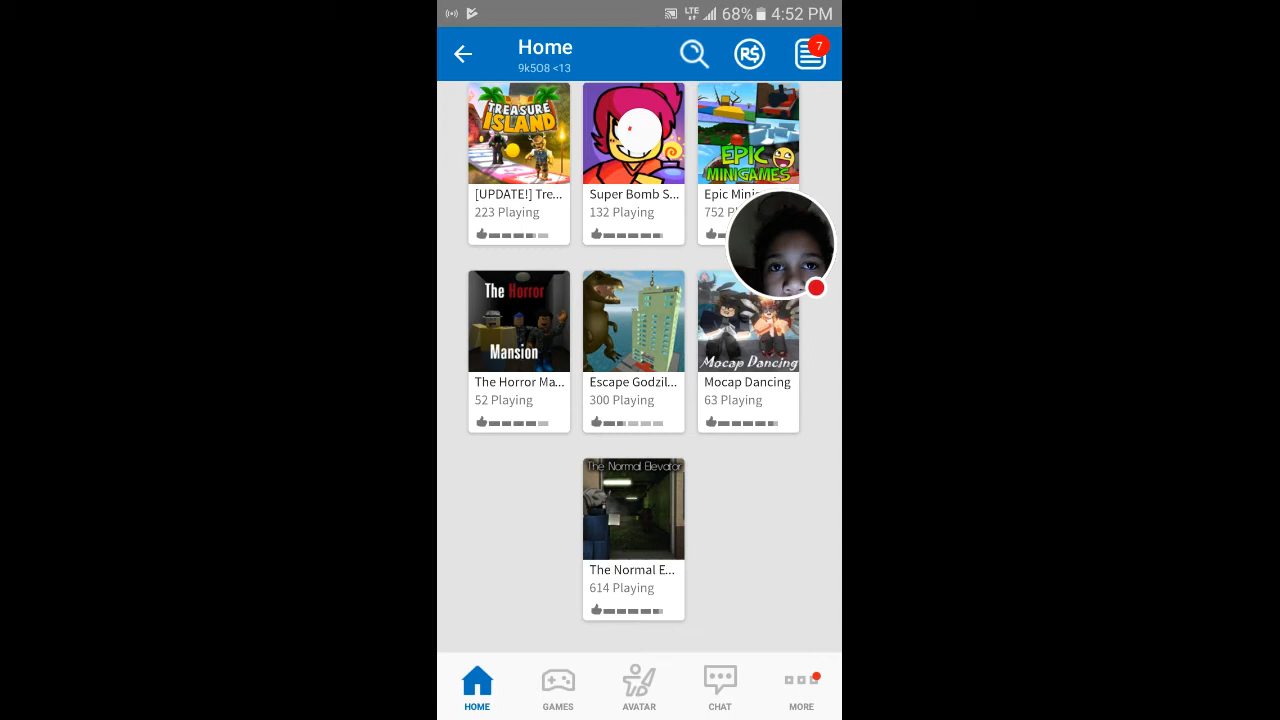 LTE 68% 4:52 PM
Home
9k5O8 <13
R$
7
TREASURE
ISLAND
EPIC
MINIGAMES
[UPDATE!] Tre...
Super Bomb S...
Epic Mini
223 Playing
132 Playing
752
The Horror
Mansion
Mocap Dancing
The Horror Ma...
Escape Godzil...
Mocap Dancing
52 Playing
300 Playing
63 Playing
The Normal Elevator
The Normal E...
614 Playing
HOME
GAMES
AVATAR
CHAT
MORE